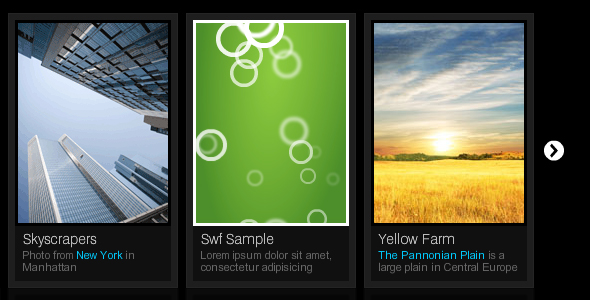 Skyscrapers
Photo from New York in
Manhattan
Swf Sample
Lorem ipsum dolor sit amet,
consectetur adipisicing
Yellow Farm
The Pannonian Plain is a
large plain in Central Europe